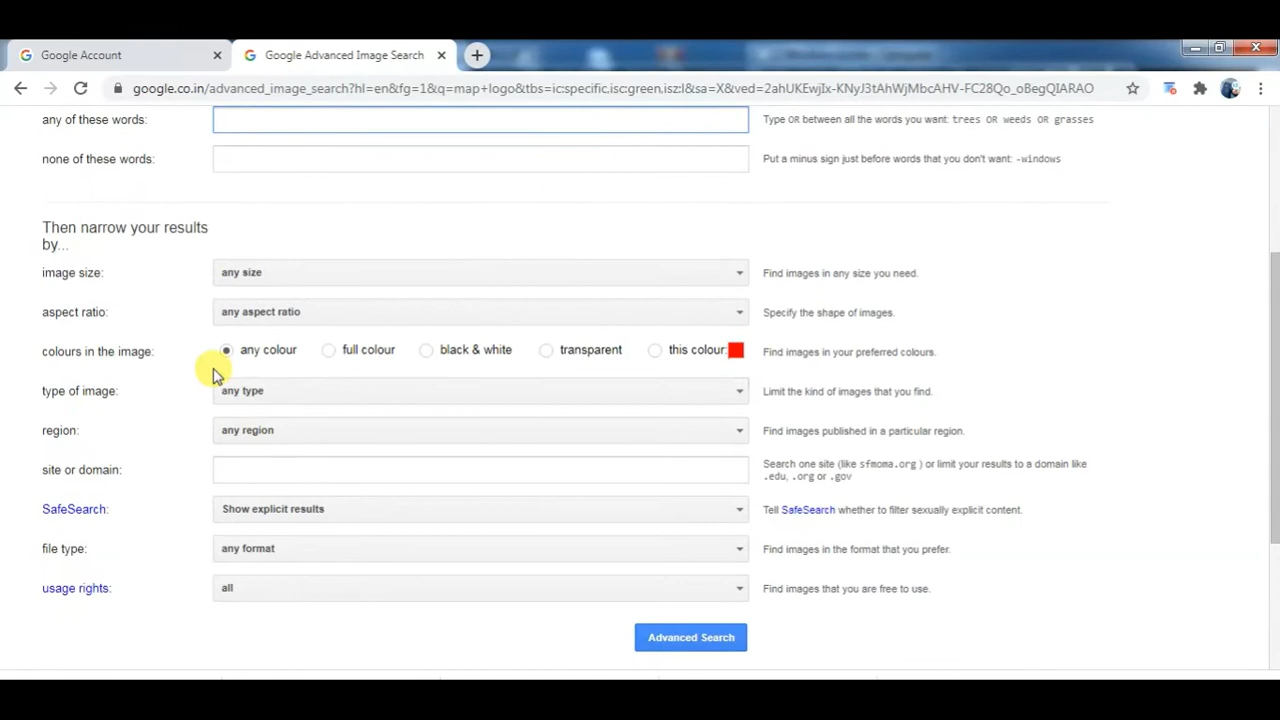 Google Account
Google Advanced Image Search
google.co.in/advanced_image_search?hl=en&fg=1&q=map+logo&tbs=ic:specific,isc:green,isz:l&sa=X&ved=2ahUKEwjIx-KNyJ3tAhWjMbcAHV-FC28Qo_oBegQIARAO
any of these words:
Type OR between all the words you want: trees OR weeds OR grasses
none of these words:
Put a minus sign just before words that you don't want: -windows
Then narrow your results
by...
image size:
any size
Find images in any size you need.
aspect ratio:
any aspect ratio
Specify the shape of images.
colours in the image:
any colour full colour black & white transparent this colour:
Find images in your preferred colours.
type of image:
any type
Limit the kind of images that you find.
region:
any region
Find images published in a particular region.
site or domain:
Search one site (like sfmoma.org ) or limit your results to a domain like
.edu, .org or .gov
SafeSearch:
Show explicit results
Tell SafeSearch whether to filter sexually explicit content.
file type:
any format
Find images in the format that you prefer.
usage rights:
all
Find images that you are free to use.
Advanced Search